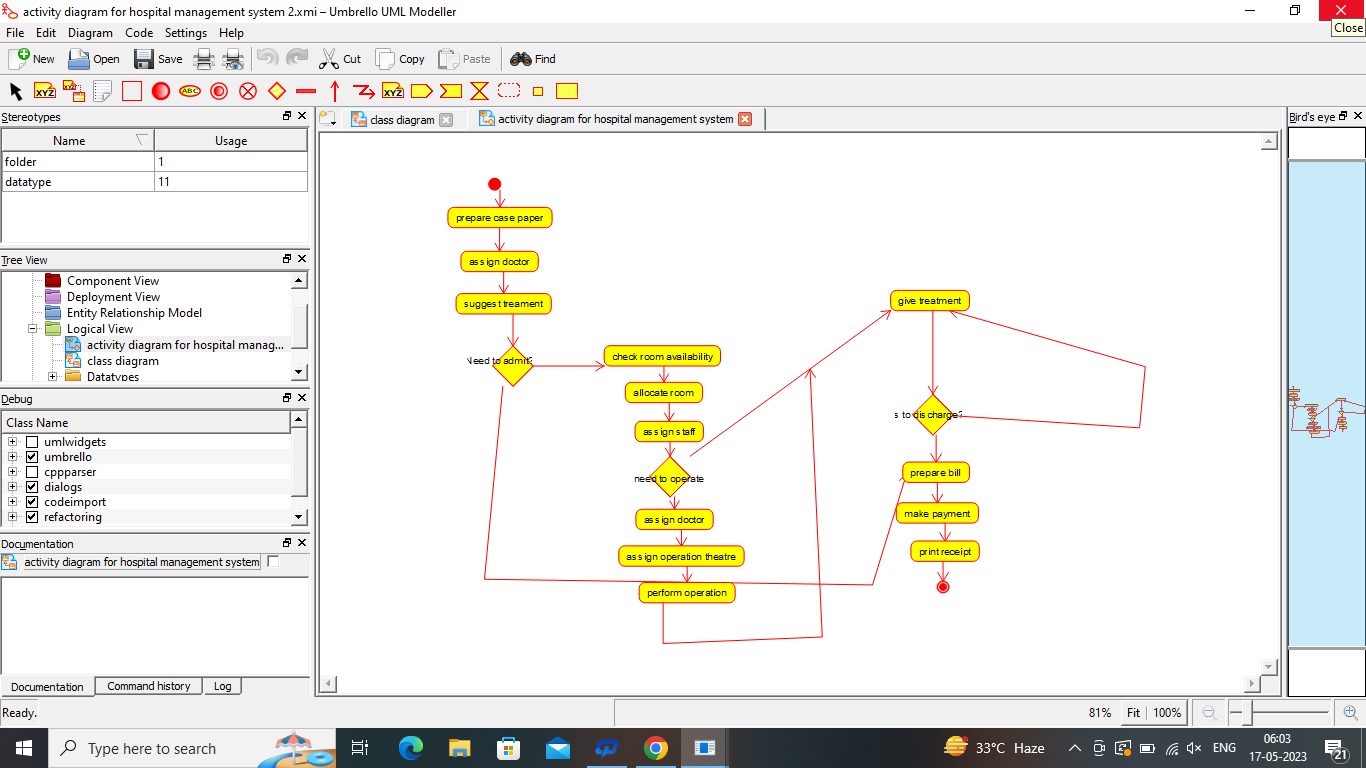 activity diagram for hospital management system 2.xmi – Umbrello UML Modeller
Close
File Edit Diagram Code Settings Help
New Open Save Cut Copy Paste Find
XYZ XYZ ABC XYZ
Stereotypes
Name Usage
folder 1
datatype 11
Tree View
Component View
Deployment View
Entity Relationship Model
Logical View
activity diagram for hospital manag...
class diagram
Datatypes
Debug
Class Name
umlwidgets
umbrello
cppparser
dialogs
codeimport
refactoring
Documentation
activity diagram for hospital management system
Documentation Command history Log
class diagram activity diagram for hospital management system
Bird's eye
prepare case paper
assign doctor
suggest treament
Need to admit?
check room availability
allocate room
assign staff
need to operate
assign doctor
assign operation theatre
perform operation
give treatment
s to discharge?
prepare bill
make payment
print receipt
Ready.
81% Fit 100%
Type here to search
33°C Haze
ENG
06:03
17-05-2023
21